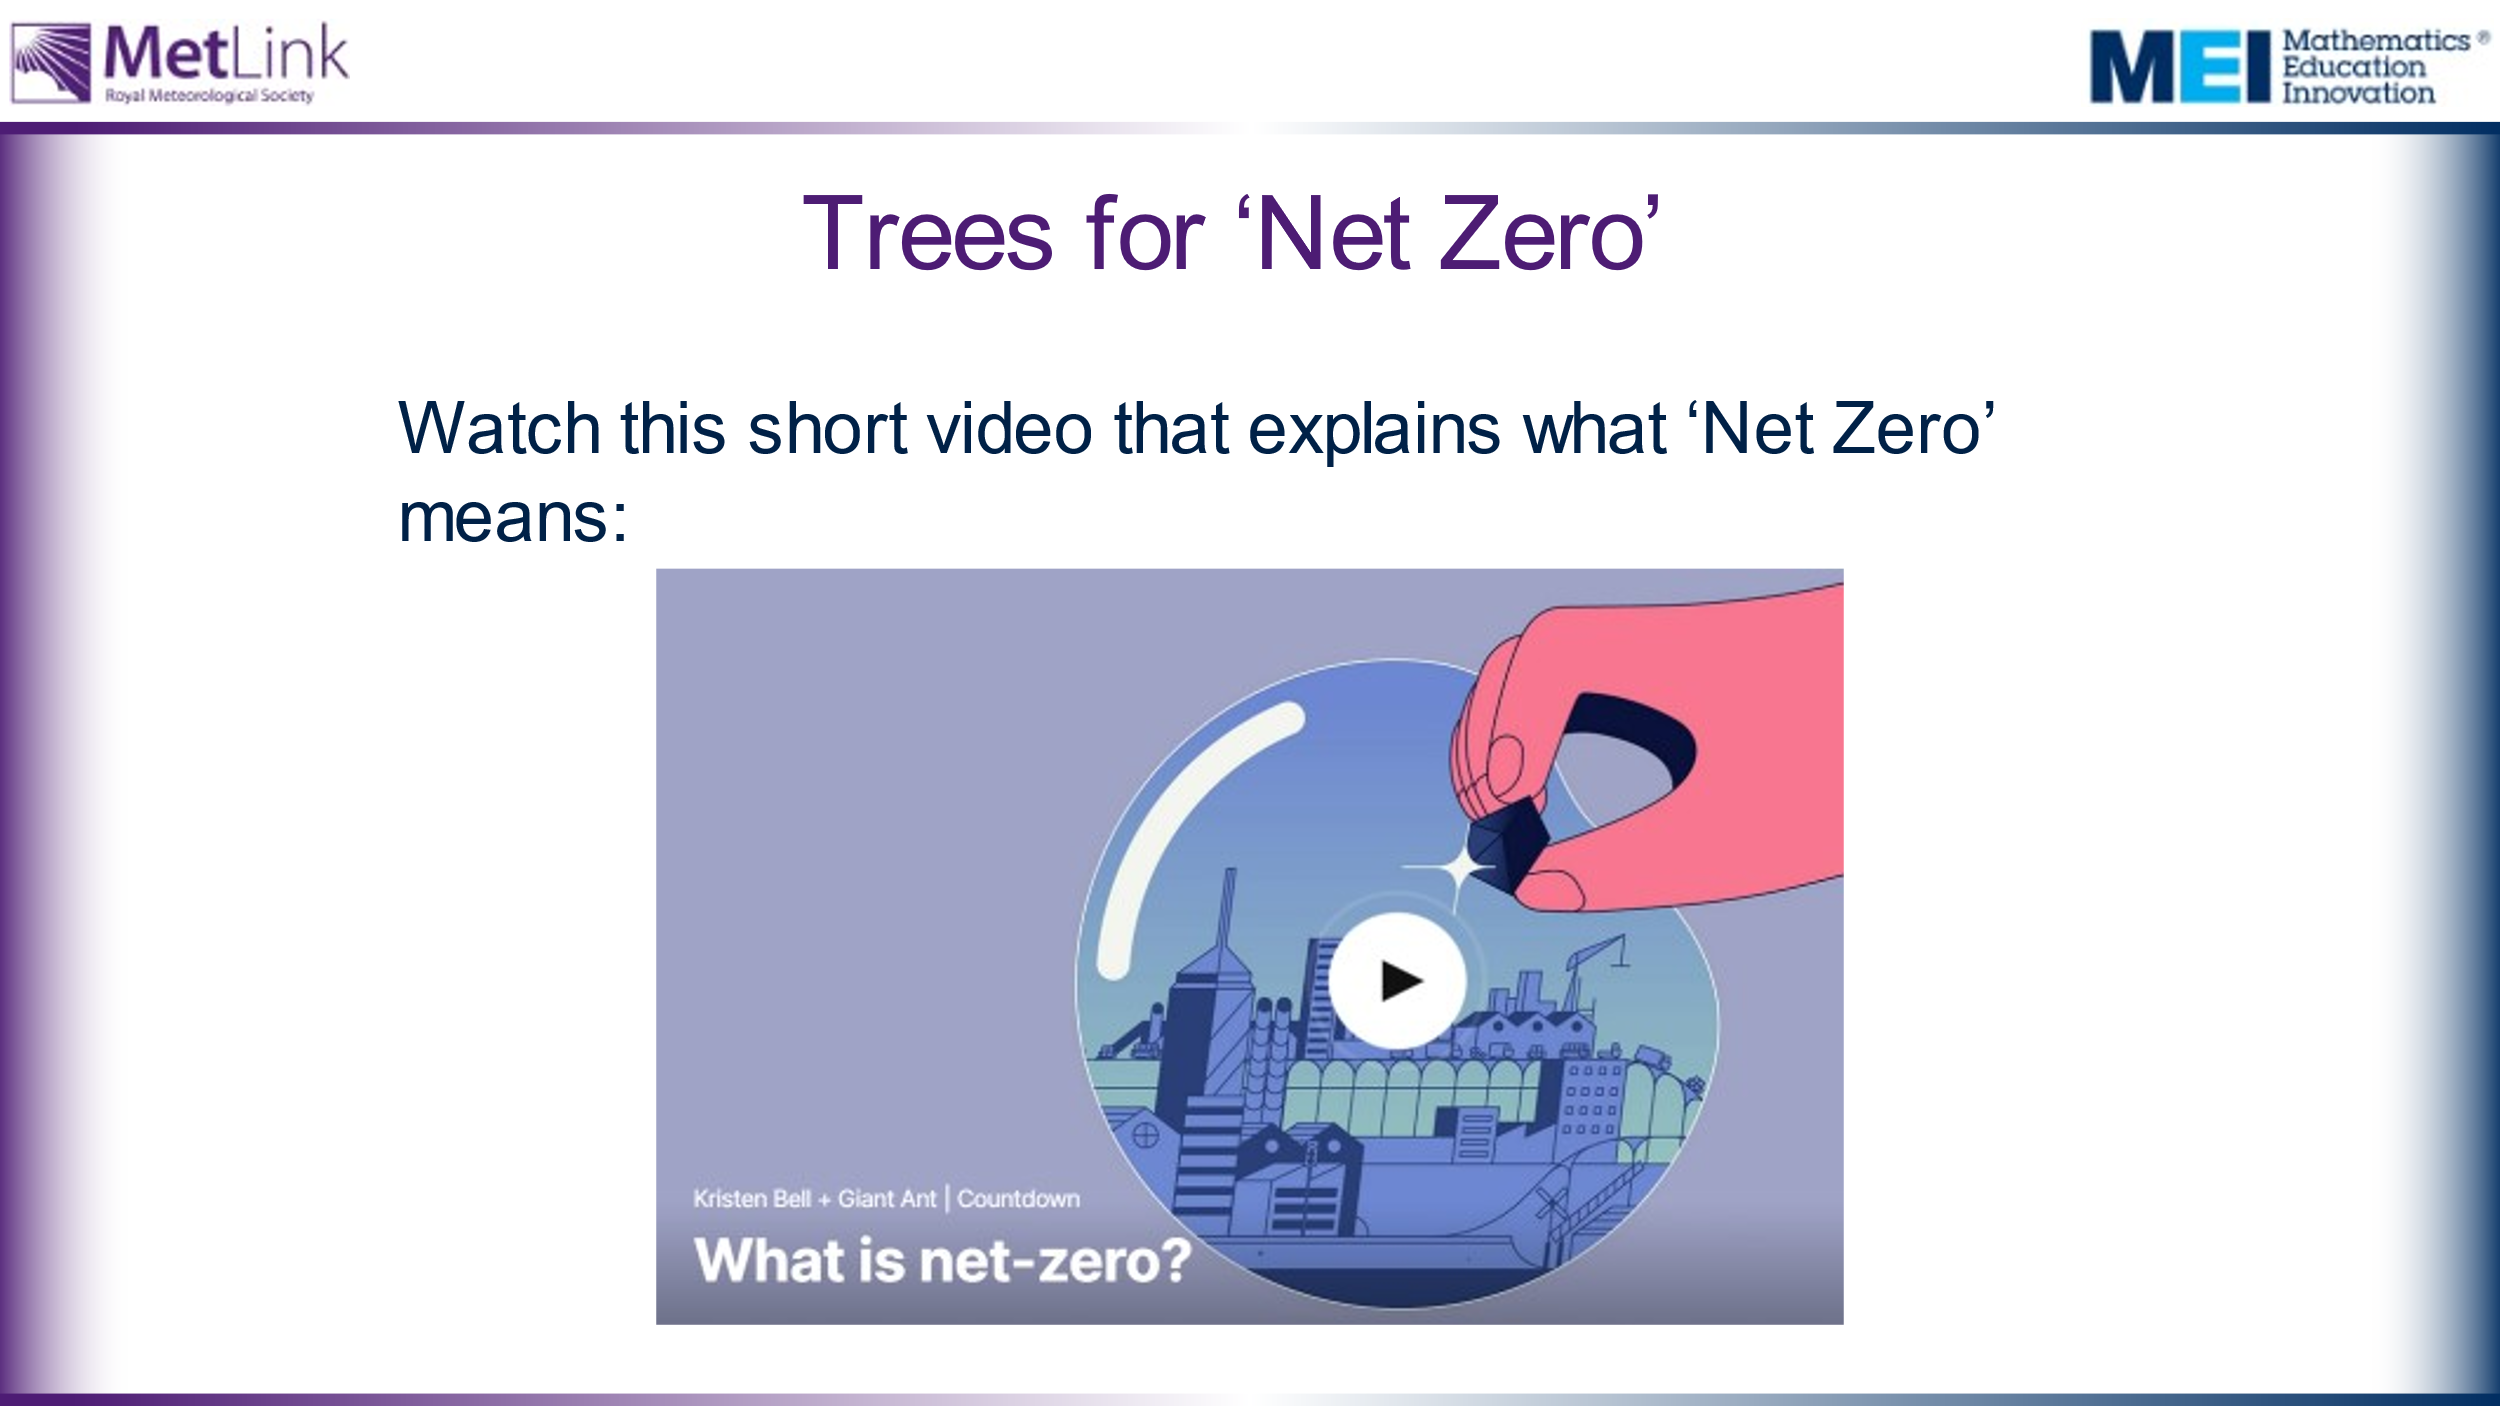 MetLink
Royal Meteorological Society
MEI
Mathematics ®
Education
Innovation
Trees for ‘Net Zero’
Watch this short video that explains what ‘Net Zero’
means:
Kristen Bell + Giant Ant | Countdown
What is net-zero?